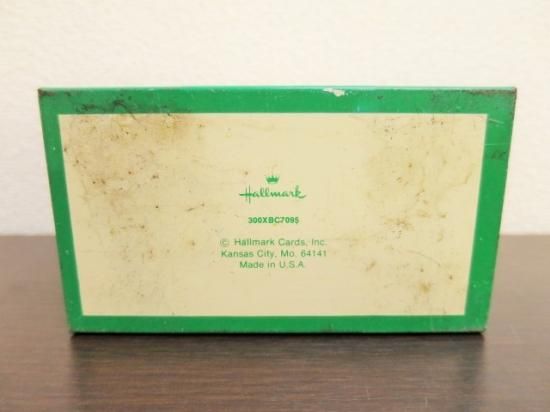 Hallmark
300XBC7095
© Hallmark Cards, Inc.
Kansas City, Mo. 64141
Made in U.S.A.